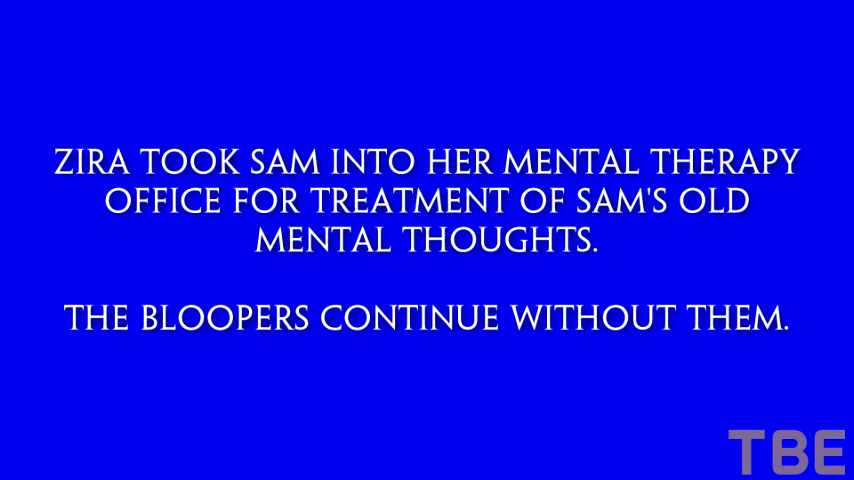 ZIRA TOOK SAM INTO HER MENTAL THERAPY
OFFICE FOR TREATMENT OF SAM'S OLD
MENTAL THOUGHTS.
THE BLOOPERS CONTINUE WITHOUT THEM.
TBE